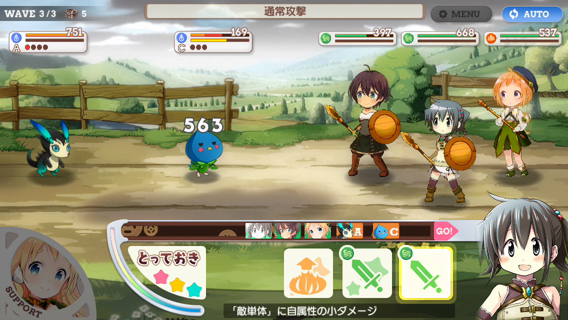 WAVE 3/3 5
通常攻撃
MENU
AUTO
751
A
169
C
397
668
537
563
A C GO!
とっておき
SUPPORT
「敵単体」に自属性の小ダメージ